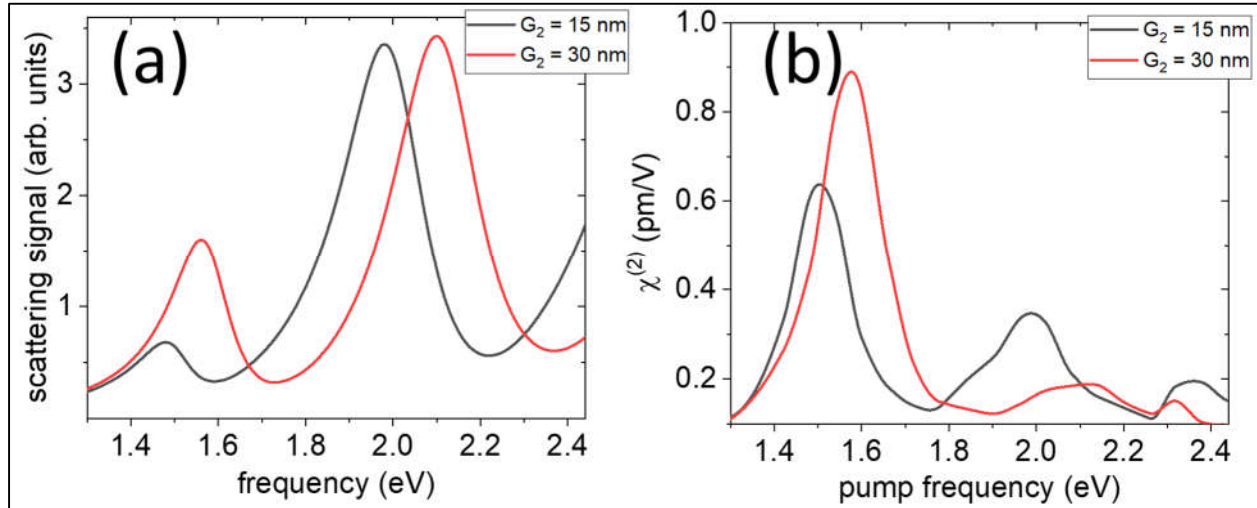 (a)
G₂ = 15 nm
G₂ = 30 nm
scattering signal (arb. units)
3
2
1
1.4 1.6 1.8 2.0 2.2 2.4
frequency (eV)
(b)
G₂ = 15 nm
G₂ = 30 nm
χ⁽²⁾ (pm/V)
1.0
0.8
0.6
0.4
0.2
1.4 1.6 1.8 2.0 2.2 2.4
pump frequency (eV)